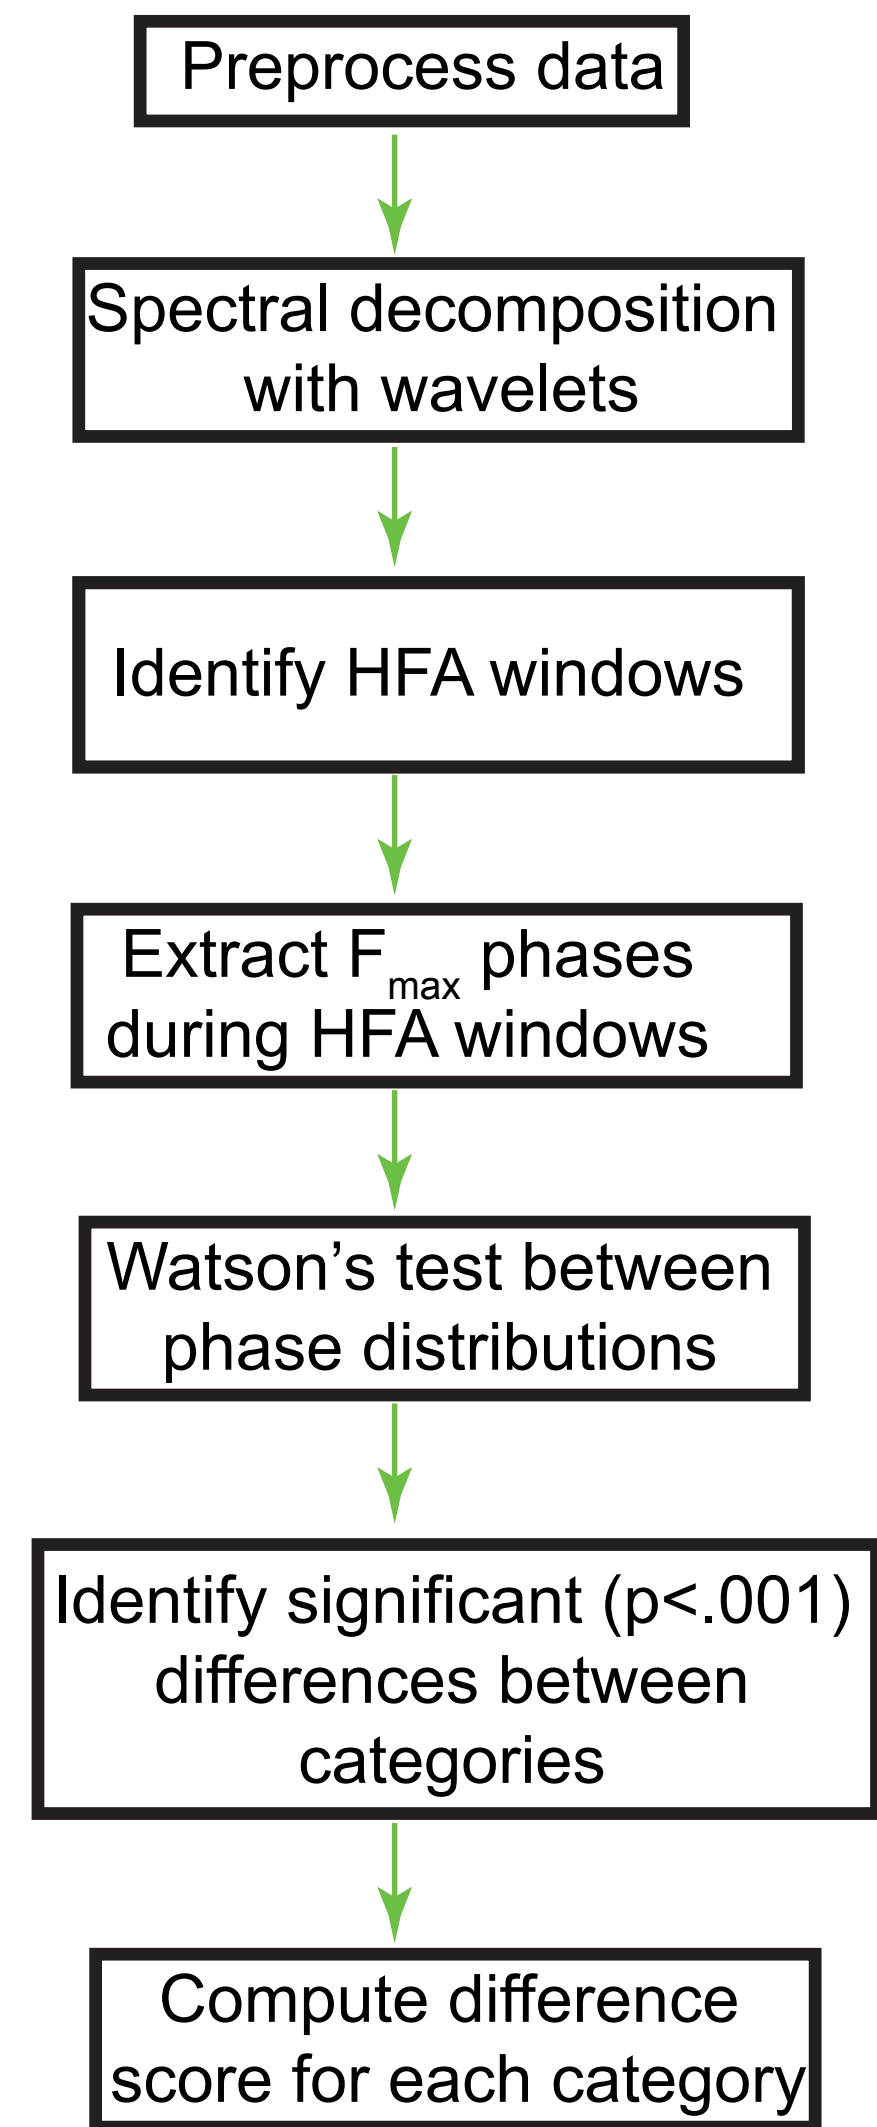 Preprocess data
Spectral decomposition
with wavelets
Identify HFA windows
Extract F_max phases
during HFA windows
Watson’s test between
phase distributions
Identify significant (p<.001)
differences between
categories
Compute difference
score for each category